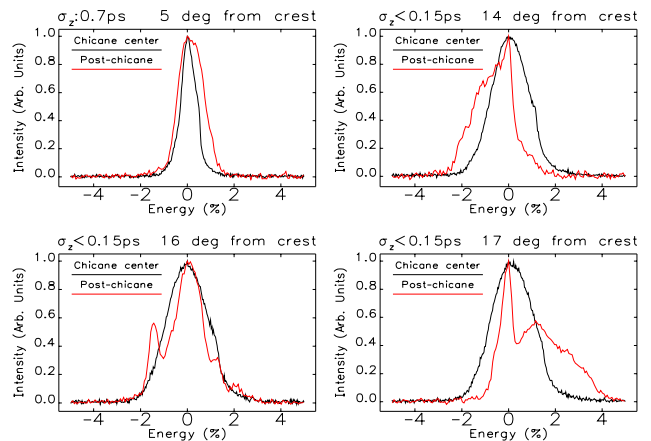 σz:0.7ps 5 deg from crest
Chicane center
Post-chicane
Intensity (Arb. Units)
1.0
0.8
0.6
0.4
0.2
0.0
-4 -2 0 2 4
Energy (%)
σz<0.15ps 14 deg from crest
Chicane center
Post-chicane
Intensity (Arb. Units)
1.0
0.8
0.6
0.4
0.2
0.0
-4 -2 0 2 4
Energy (%)
σz<0.15ps 16 deg from crest
Chicane center
Post-chicane
Intensity (Arb. Units)
1.0
0.8
0.6
0.4
0.2
0.0
-4 -2 0 2 4
Energy (%)
σz<0.15ps 17 deg from crest
Chicane center
Post-chicane
Intensity (Arb. Units)
1.0
0.8
0.6
0.4
0.2
0.0
-4 -2 0 2 4
Energy (%)